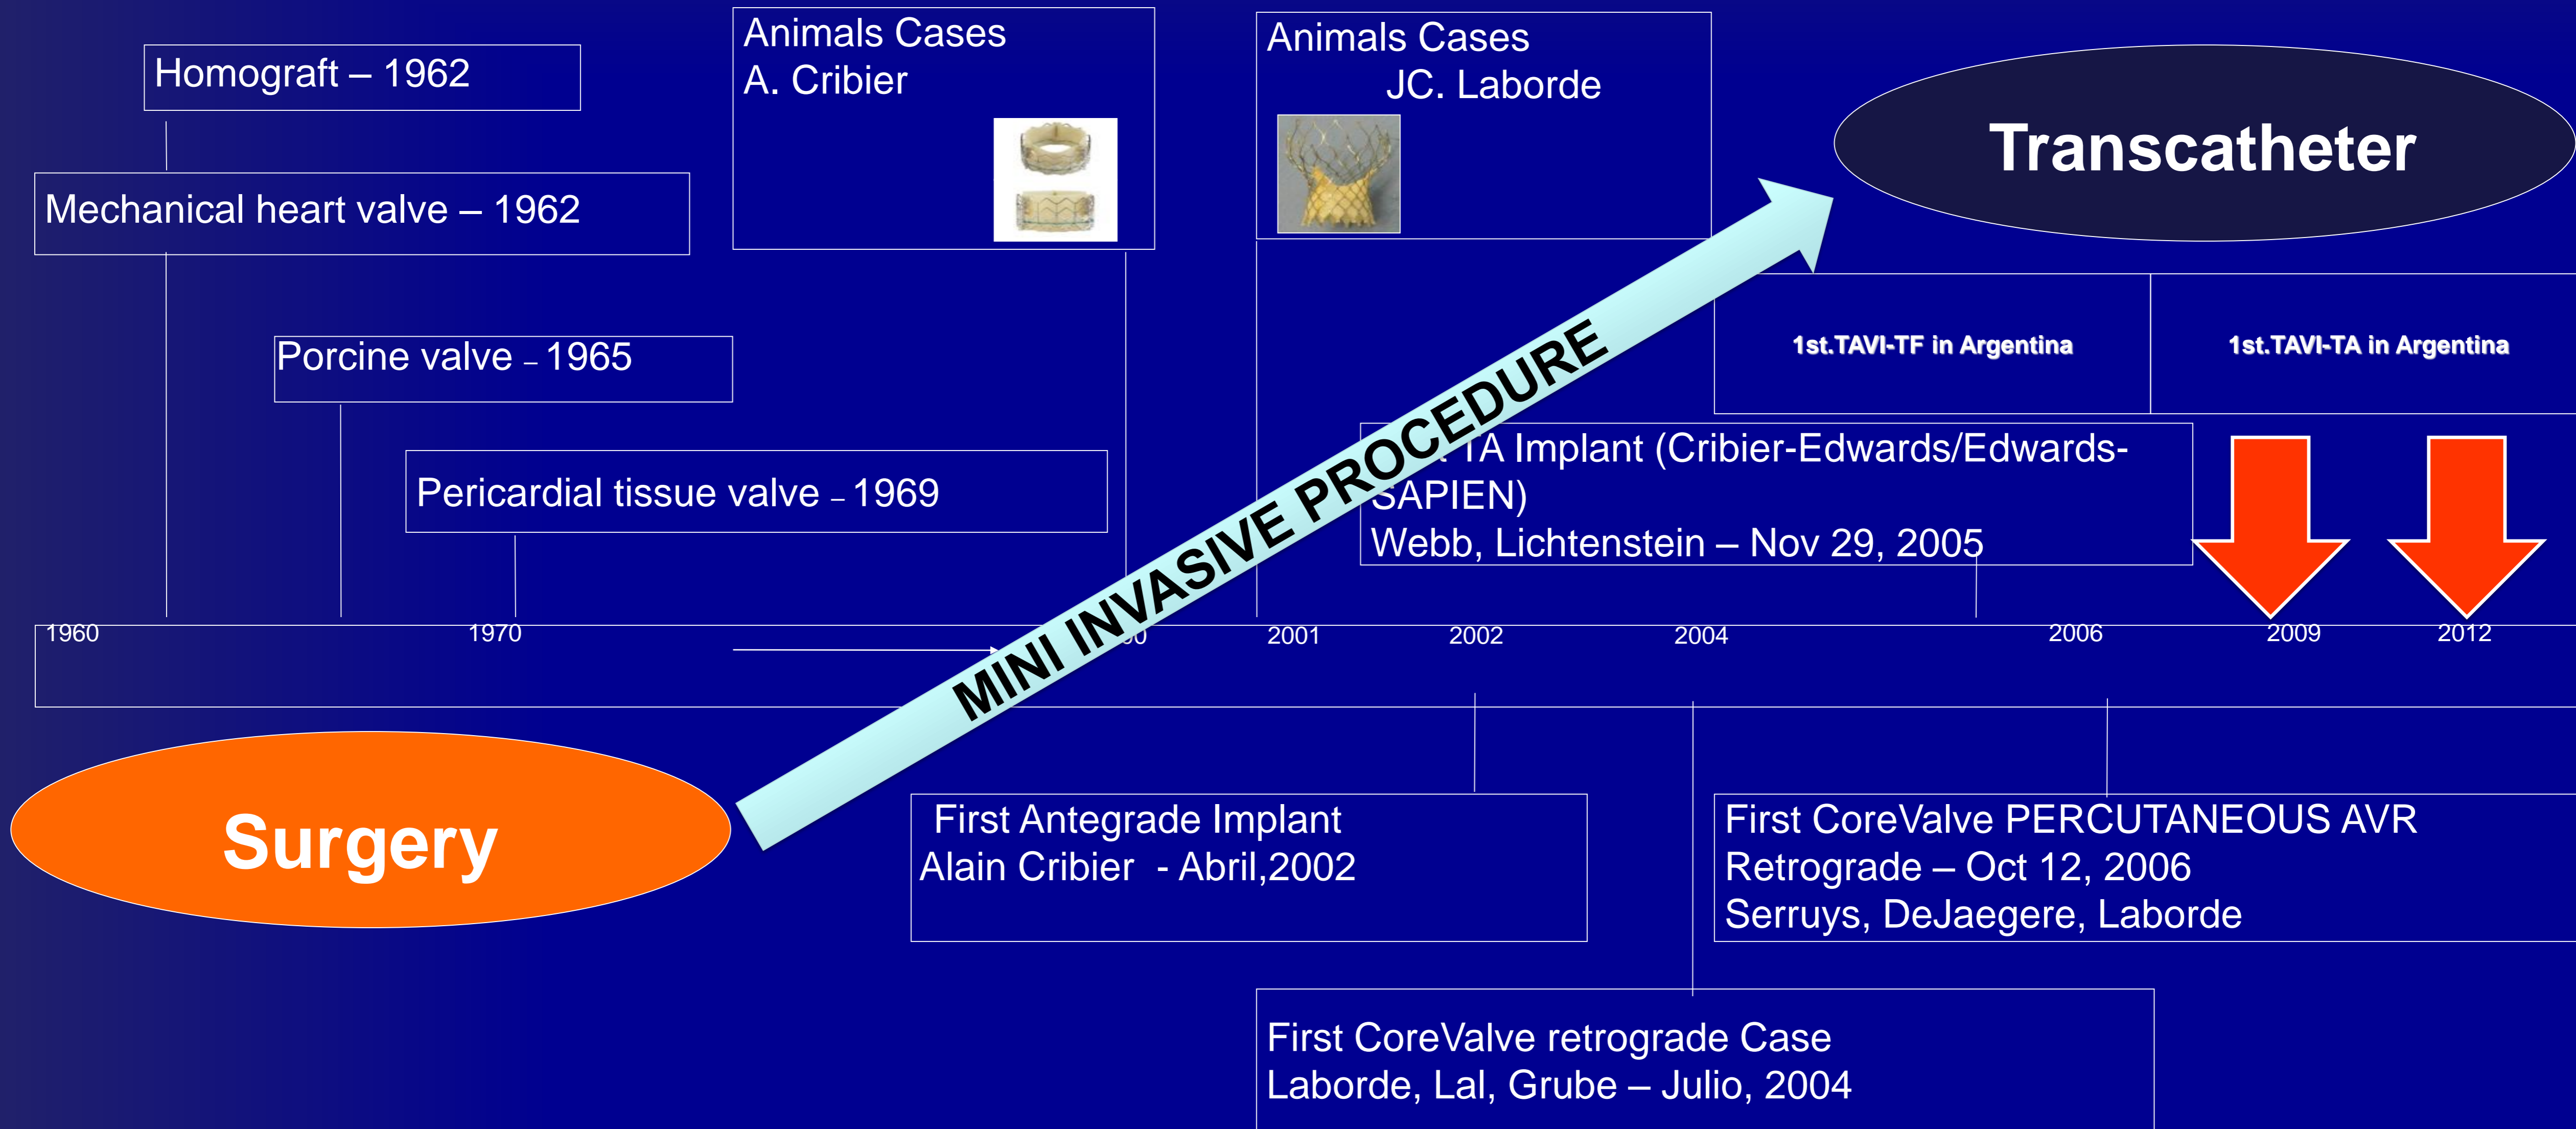 Homograft – 1962
Mechanical heart valve – 1962
Porcine valve – 1965
Pericardial tissue valve – 1969
Animals Cases
A. Cribier
Animals Cases
JC. Laborde
Transcatheter
1st.TAVI-TF in Argentina
1st.TAVI-TA in Argentina
MINI INVASIVE PROCEDURE
TA Implant (Cribier-Edwards/Edwards-
SAPIEN)
Webb, Lichtenstein – Nov 29, 2005
1960
1970
2001
2002
2004
2006
2009
2012
Surgery
First Antegrade Implant
Alain Cribier - Abril,2002
First CoreValve PERCUTANEOUS AVR
Retrograde – Oct 12, 2006
Serruys, DeJaegere, Laborde
First CoreValve retrograde Case
Laborde, Lal, Grube – Julio, 2004